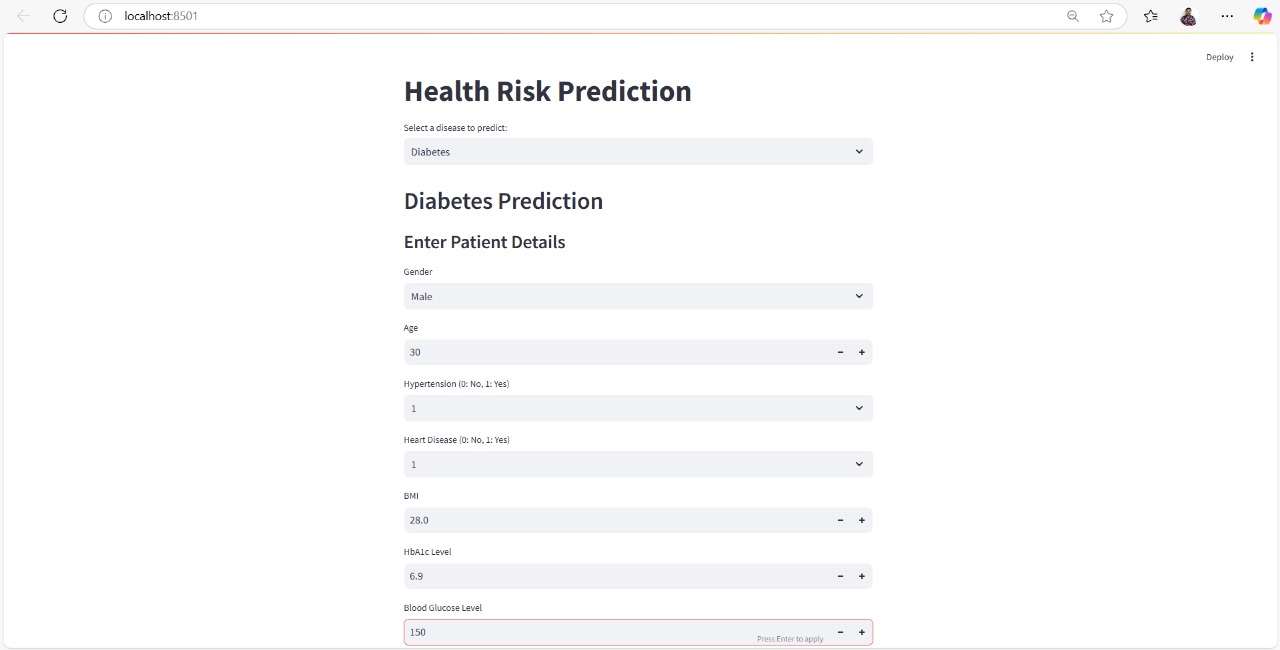 localhost:8501
Deploy
Health Risk Prediction
Select a disease to predict:
Diabetes
Diabetes Prediction
Enter Patient Details
Gender
Male
Age
30
Hypertension (0: No, 1: Yes)
1
Heart Disease (0: No, 1: Yes)
1
BMI
28.0
HbA1c Level
6.9
Blood Glucose Level
150 Press Enter to apply